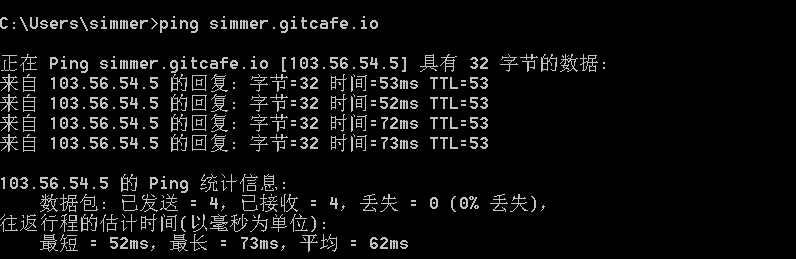 C:\Users\simmer>ping simmer.gitcafe.io
正在 Ping simmer.gitcafe.io [103.56.54.5] 具有 32 字节的数据:
来自 103.56.54.5 的回复: 字节=32 时间=53ms TTL=53
来自 103.56.54.5 的回复: 字节=32 时间=52ms TTL=53
来自 103.56.54.5 的回复: 字节=32 时间=72ms TTL=53
来自 103.56.54.5 的回复: 字节=32 时间=73ms TTL=53
103.56.54.5 的 Ping 统计信息:
数据包: 已发送 = 4，已接收 = 4，丢失 = 0 (0% 丢失)，
往返行程的估计时间(以毫秒为单位):
最短 = 52ms，最长 = 73ms，平均 = 62ms